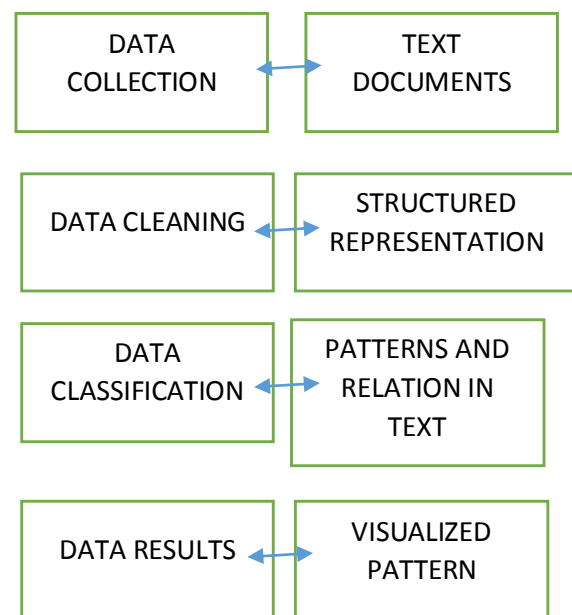 DATA
COLLECTION
TEXT
DOCUMENTS
DATA CLEANING
STRUCTURED
REPRESENTATION
DATA
CLASSIFICATION
PATTERNS AND
RELATION IN
TEXT
DATA RESULTS
VISUALIZED
PATTERN